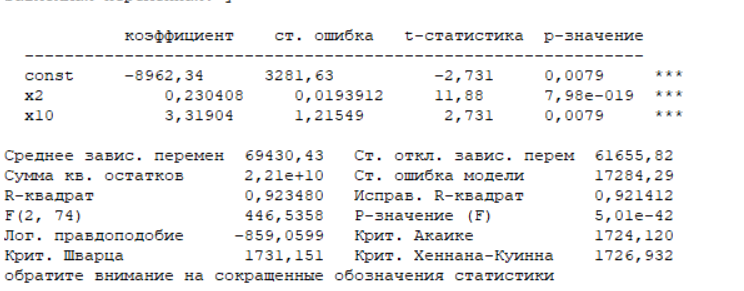 коэффициент ст. ошибка t-статистика p-значение
---------------------------------------------------------------
const -8962,34 3281,63 -2,731 0,0079 ***
x2 0,230408 0,0193912 11,88 7,98e-019 ***
x10 3,31904 1,21549 2,731 0,0079 ***
Среднее завис. перемен 69430,43 Ст. откл. завис. перем 61655,82
Сумма кв. остатков 2,21e+10 Ст. ошибка модели 17284,29
R-квадрат 0,923480 Исправ. R-квадрат 0,921412
F(2, 74) 446,5358 Р-значение (F) 5,01e-42
Лог. правдоподобие -859,0599 Крит. Акаике 1724,120
Крит. Шварца 1731,151 Крит. Хеннана-Куинна 1726,932
обратите внимание на сокращенные обозначения статистики